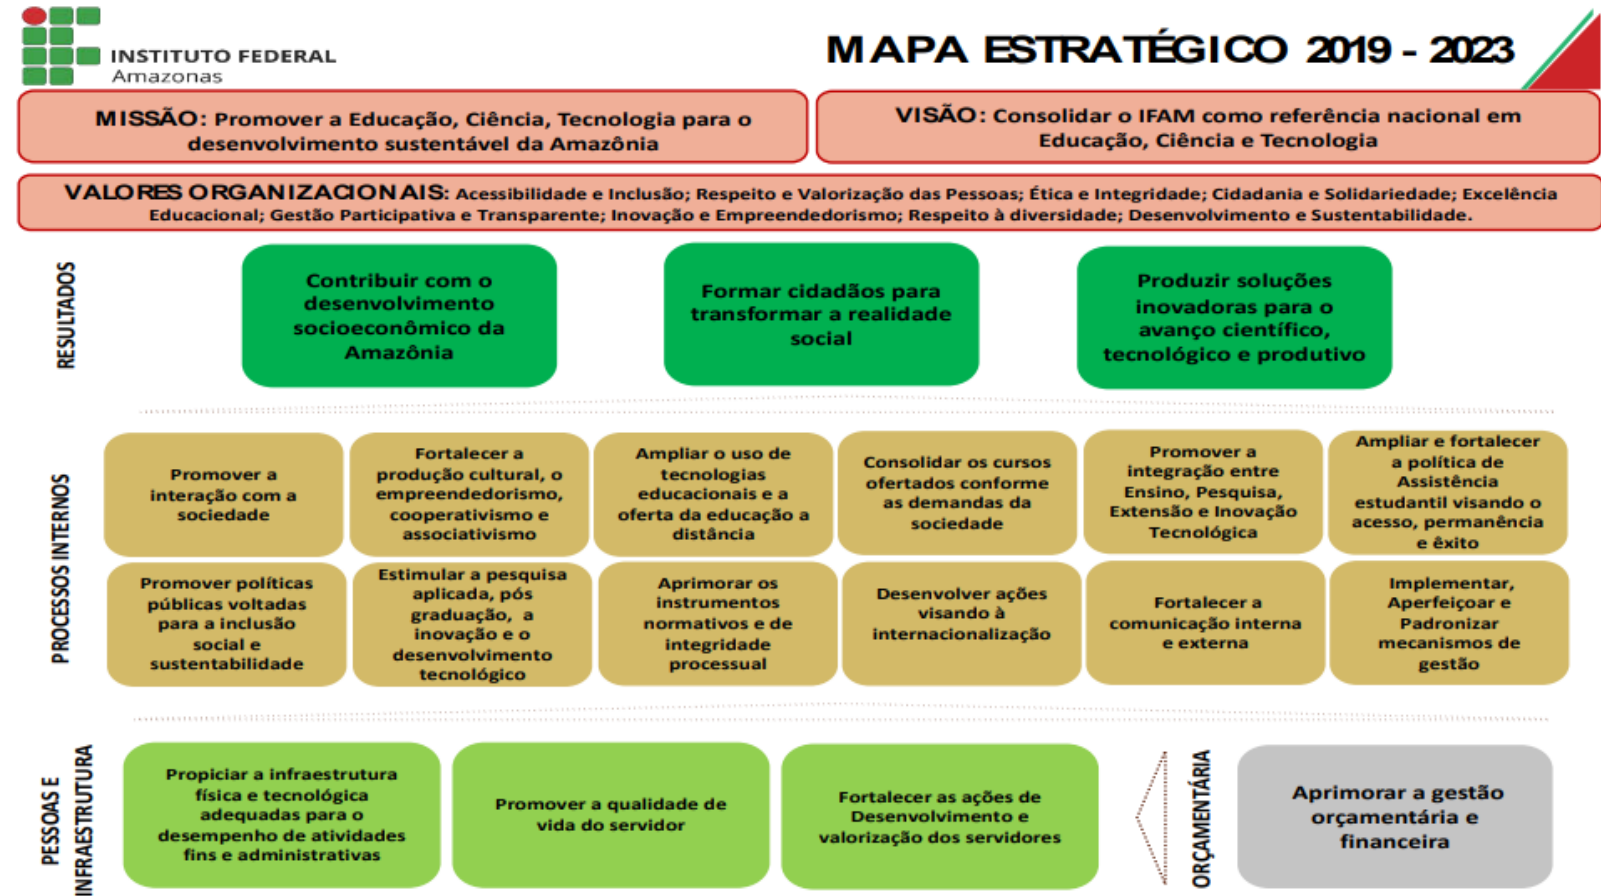 INSTITUTO FEDERAL
Amazonas
MAPA ESTRATÉGICO 2019 - 2023
MISSÃO: Promover a Educação, Ciência, Tecnologia para o
desenvolvimento sustentável da Amazônia
VISÃO: Consolidar o IFAM como referência nacional em
Educação, Ciência e Tecnologia
VALORES ORGANIZACIONAIS: Acessibilidade e Inclusão; Respeito e Valorização das Pessoas; Ética e Integridade; Cidadania e Solidariedade; Excelência
Educacional; Gestão Participativa e Transparente; Inovação e Empreendedorismo; Respeito à diversidade; Desenvolvimento e Sustentabilidade.
RESULTADOS
Contribuir com o
desenvolvimento
socioeconômico da
Amazônia
Formar cidadãos para
transformar a realidade
social
Produzir soluções
inovadoras para o
avanço científico,
tecnológico e produtivo
PROCESSOS INTERNOS
Promover a
interação com a
sociedade
Fortalecer a
produção cultural, o
empreendedorismo,
cooperativismo e
associativismo
Ampliar o uso de
tecnologias
educacionais e a
oferta da educação a
distância
Consolidar os cursos
ofertados conforme
as demandas da
sociedade
Promover a
integração entre
Ensino, Pesquisa,
Extensão e Inovação
Tecnológica
Ampliar e fortalecer
a política de
Assistência
estudantil visando o
acesso, permanência
e êxito
Promover políticas
públicas voltadas
para a inclusão
social e
sustentabilidade
Estimular a pesquisa
aplicada, pós
graduação, a
inovação e o
desenvolvimento
tecnológico
Aprimorar os
instrumentos
normativos e de
integridade
processual
Desenvolver ações
visando à
internacionalização
Fortalecer a
comunicação interna
e externa
Implementar,
Aperfeiçoar e
Padronizar
mecanismos de
gestão
PESSOAS E
INFRAESTRUTURA
Propiciar a infraestrutura
física e tecnológica
adequadas para o
desempenho de atividades
fins e administrativas
Promover a qualidade de
vida do servidor
Fortalecer as ações de
Desenvolvimento e
valorização dos servidores
ORÇAMENTÁRIA
Aprimorar a gestão
orçamentária e
financeira